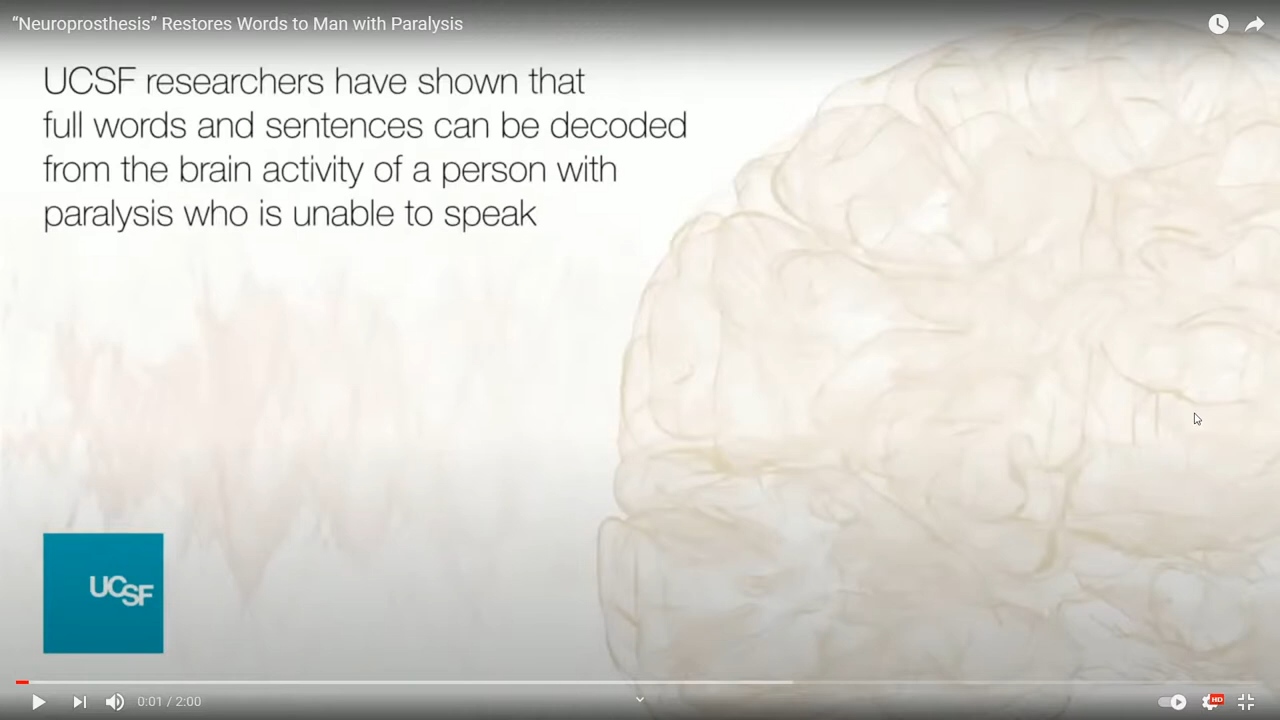 “Neuroprosthesis” Restores Words to Man with Paralysis
UCSF researchers have shown that
full words and sentences can be decoded
from the brain activity of a person with
paralysis who is unable to speak
UCSF
0:01 / 2:00
HD